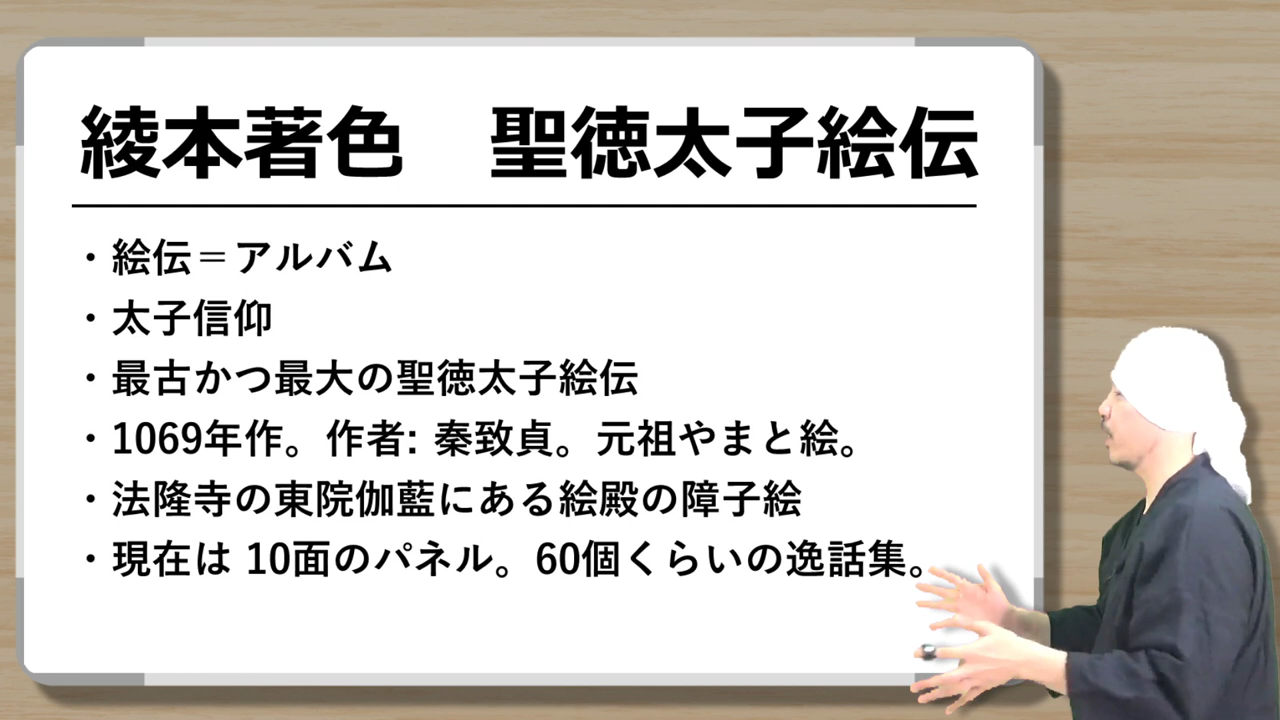 綾本著色　聖徳太子絵伝
・絵伝＝アルバム
・太子信仰
・最古かつ最大の聖徳太子絵伝
・1069年作。作者: 秦致貞。元祖やまと絵。
・法隆寺の東院伽藍にある絵殿の障子絵
・現在は 10面のパネル。60個くらいの逸話集。